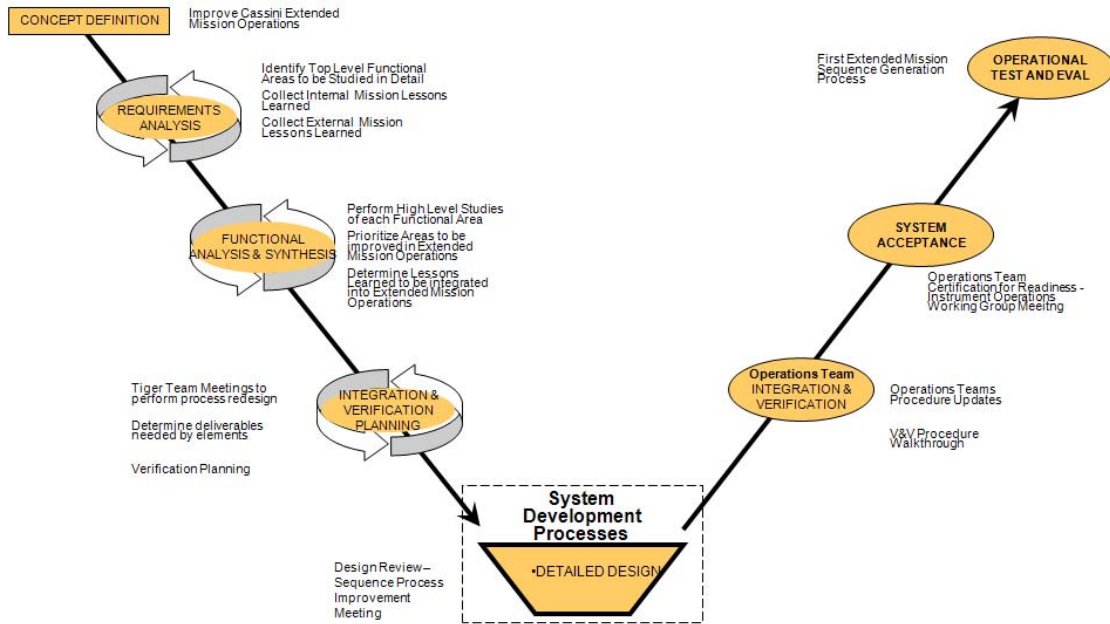 CONCEPT DEFINITION
Improve Cassini Extended
Mission Operations
Identify Top Level Functional
Areas to be Studied in Detail
Collect Internal Mission Lessons
Learned
Collect External Mission
Lessons Learned
REQUIREMENTS
ANALYSIS
Perform High Level Studies
of each Functional Area
Prioritize Areas to be
improved in Extended
Mission Operations
Determine Lessons
Learned to be integrated
into Extended Mission
Operations
FUNCTIONAL
ANALYSIS & SYNTHESIS
Tiger Team Meetings to
perform process redesign
Determine deliverables
needed by elements
Verification Planning
INTEGRATION &
VERIFICATION
PLANNING
System
Development
Processes
•DETAILED DESIGN
Design Review–
Sequence Process
Improvement
Meeting
Operations Team
INTEGRATION &
VERIFICATION
Operations Teams
Procedure Updates
V&V Procedure
Walkthrough
SYSTEM
ACCEPTANCE
Operations Team
Certification for Readiness -
Instrument Operations
Working Group Meeitng
First Extended Mission
Sequence Generation
Process
OPERATIONAL
TEST AND EVAL